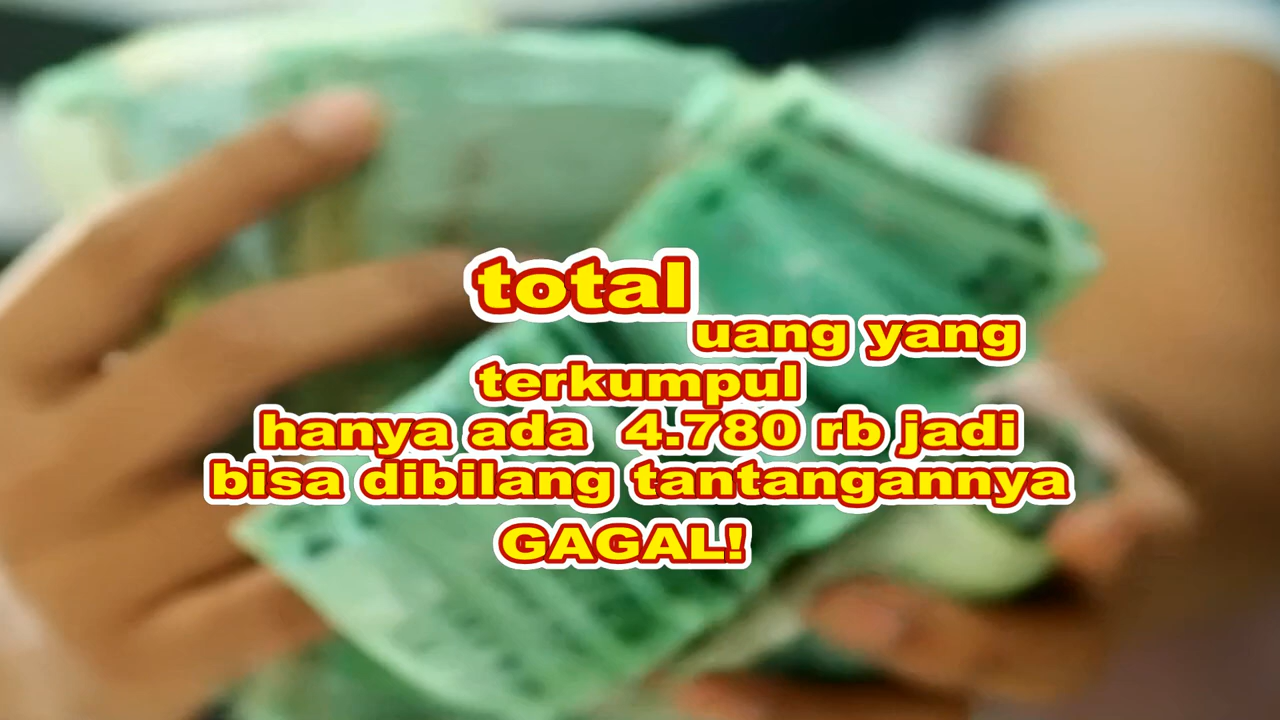 total
uang yang
terkumpul
hanya ada 4.780 rb jadi
bisa dibilang tantangannya
GAGAL!